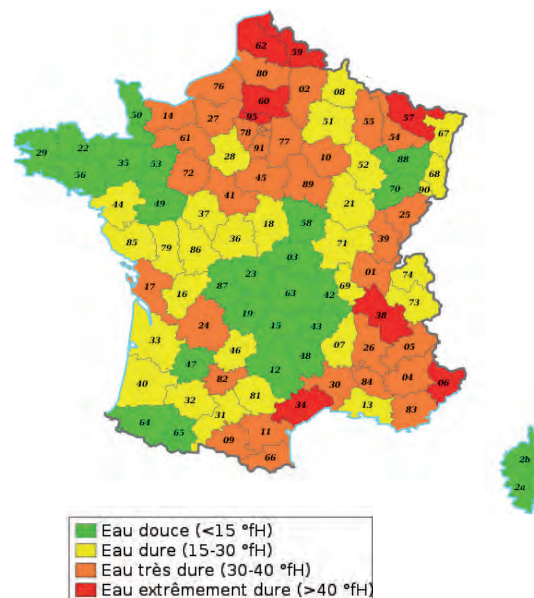 62 59
80
76 02 08
60
50 14 27 95 51 55 57 67
78 54
61 77
29 22 91
35 53 28 10 88
56 72 52 68
45 70 90
41 89
44 49 21
37 58 25
18
85 79 86 36 71 39
03
23 01 74
17 87 63 42 69
16 73
19 38
24 15 43
33 05
46 48 07 26
47
12 04
40 82 30 84 06
32 81 34 13 83
64 31
65 11
09
66
2b
2a
Eau douce (<15 °fH)
Eau dure (15-30 °fH)
Eau très dure (30-40 °fH)
Eau extrêmement dure (>40 °fH)